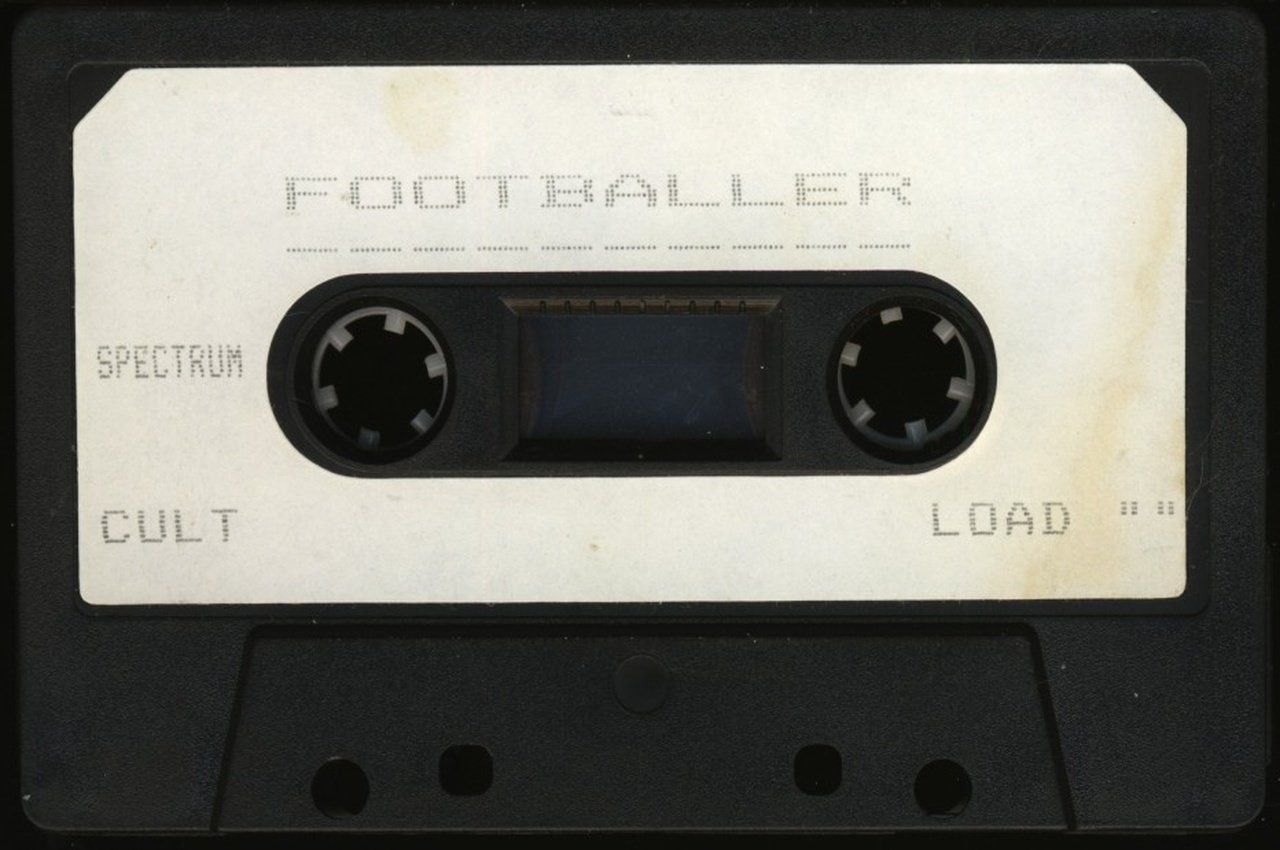 FOOTBALLER
SPECTRUM
CULT
LOAD ""